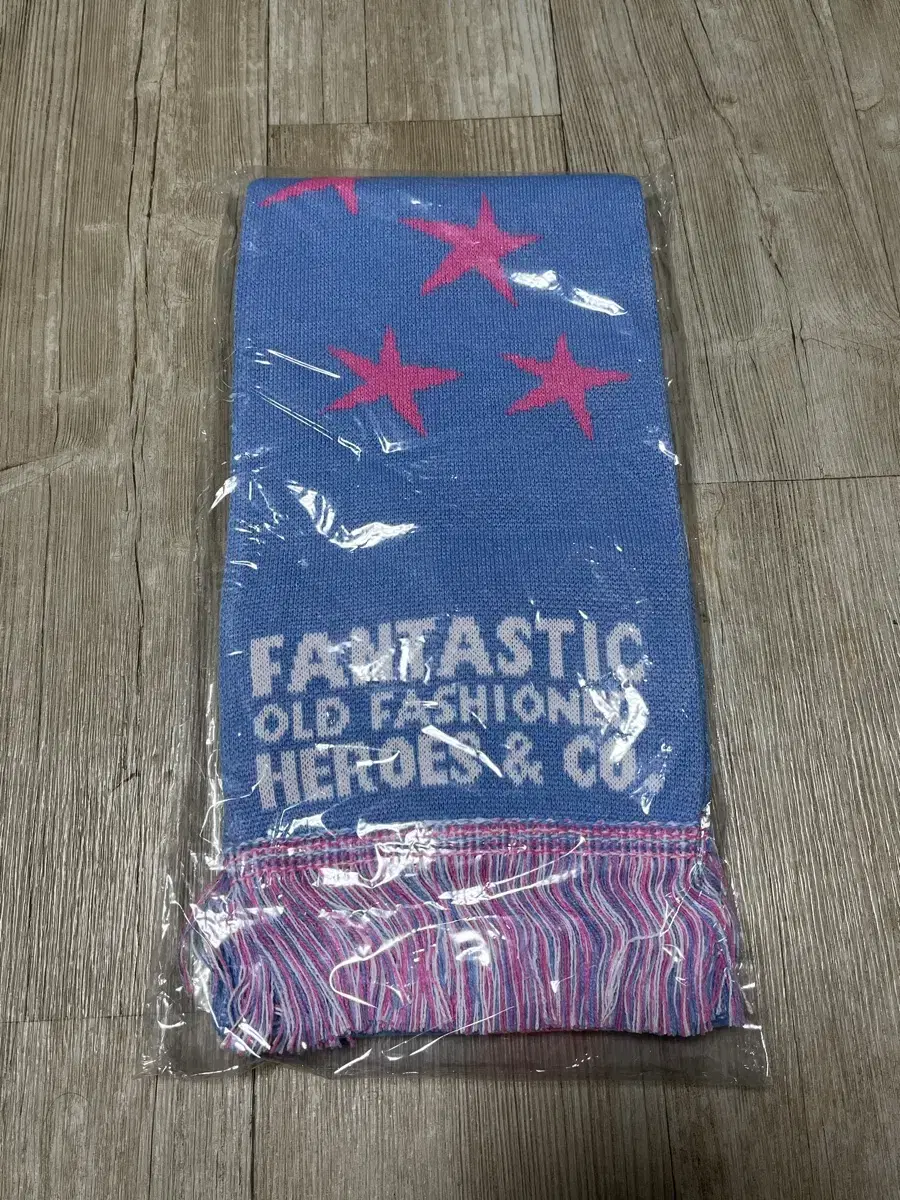 FANTASTIC
OLD FASHIONED
HEROES & CO.